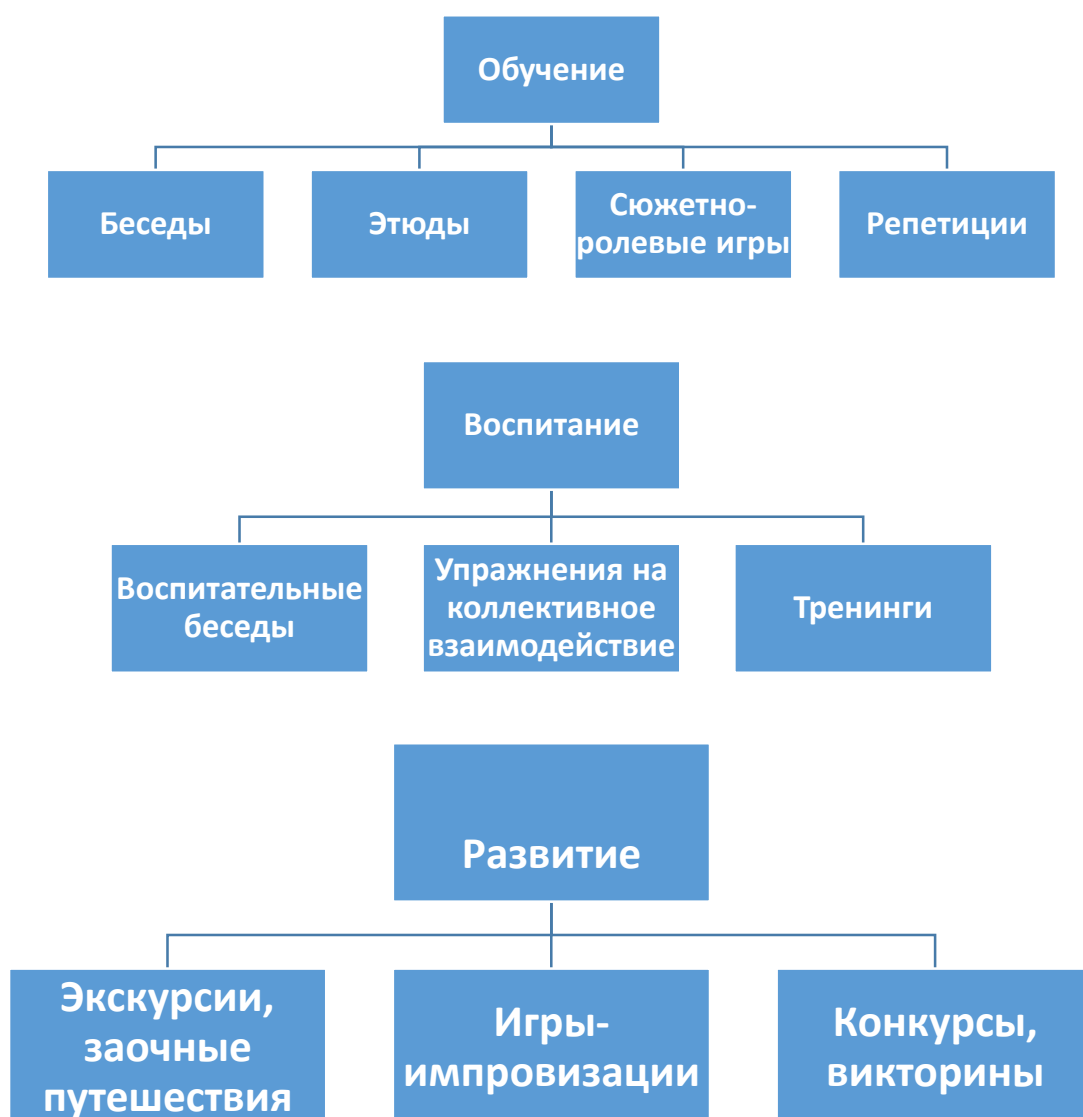 Обучение
Беседы
Этюды
Сюжетно-
ролевые игры
Репетиции
Воспитание
Воспитательные
беседы
Упражнения на
коллективное
взаимодействие
Тренинги
Развитие
Экскурсии,
заочные
путешествия
Игры-
импровизации
Конкурсы,
викторины